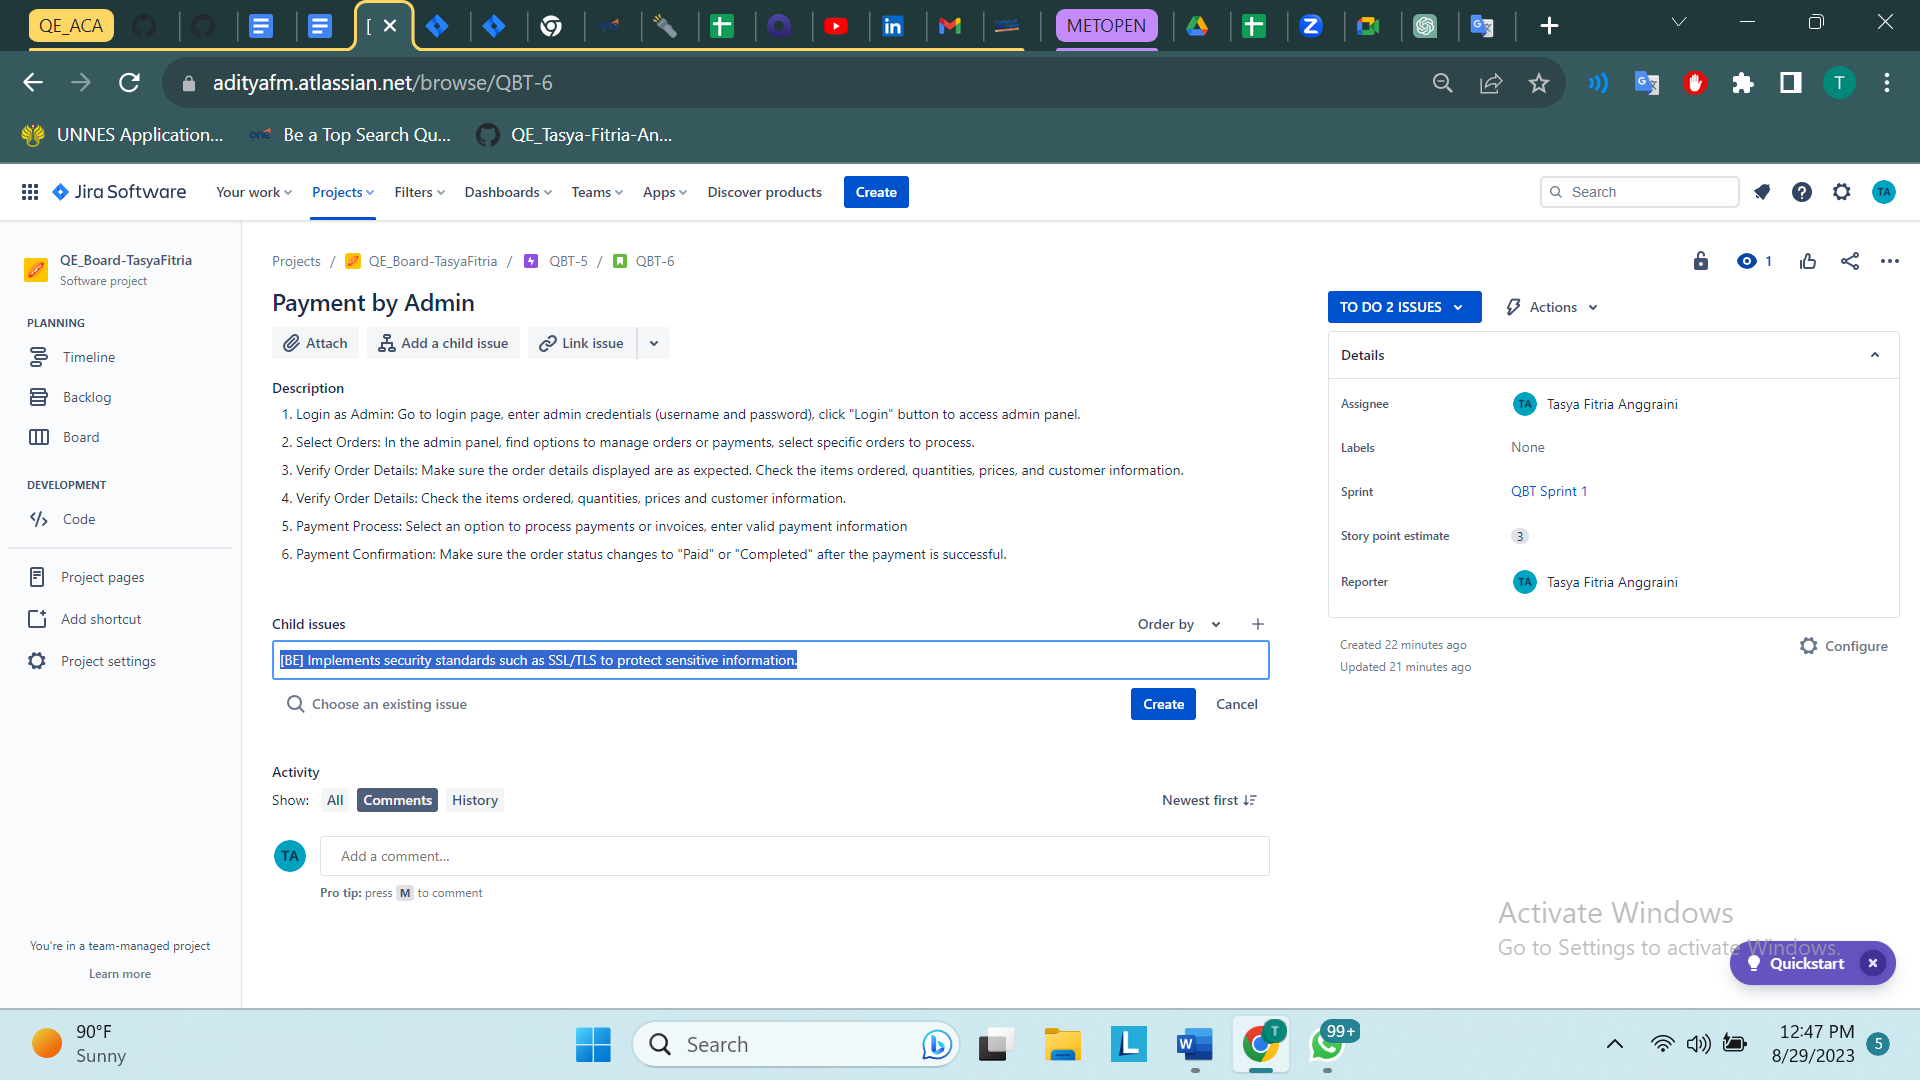 QE_ACA
[
METOPEN
adityafm.atlassian.net/browse/QBT-6
T
UNNES Application...
one
Be a Top Search Qu...
QE_Tasya-Fitria-An...
Jira Software
Your work
Projects
Filters
Dashboards
Teams
Apps
Discover products
Create
Search
TA
QE_Board-TasyaFitria
Software project
PLANNING
Timeline
Backlog
Board
DEVELOPMENT
Code
Project pages
Add shortcut
Project settings
You're in a team-managed project
Learn more
Projects / QE_Board-TasyaFitria / QBT-5 / QBT-6
1
Payment by Admin
Attach
Add a child issue
Link issue
Description
1. Login as Admin: Go to login page, enter admin credentials (username and password), click "Login" button to access admin panel.
2. Select Orders: In the admin panel, find options to manage orders or payments, select specific orders to process.
3. Verify Order Details: Make sure the order details displayed are as expected. Check the items ordered, quantities, prices, and customer information.
4. Verify Order Details: Check the items ordered, quantities, prices and customer information.
5. Payment Process: Select an option to process payments or invoices, enter valid payment information
6. Payment Confirmation: Make sure the order status changes to "Paid" or "Completed" after the payment is successful.
Child issues
Order by
[BE] Implements security standards such as SSL/TLS to protect sensitive information.
Choose an existing issue
Create
Cancel
Activity
Show:
All
Comments
History
Newest first
TA
Add a comment...
Pro tip: press M to comment
TO DO 2 ISSUES
Actions
Details
Assignee
TA
Tasya Fitria Anggraini
Labels
None
Sprint
QBT Sprint 1
Story point estimate
3
Reporter
TA
Tasya Fitria Anggraini
Created 22 minutes ago
Updated 21 minutes ago
Configure
Activate Windows
Go to Settings to activate Windows.
Quickstart
90°F
Sunny
Search
L
W
T
99+
12:47 PM
8/29/2023
5